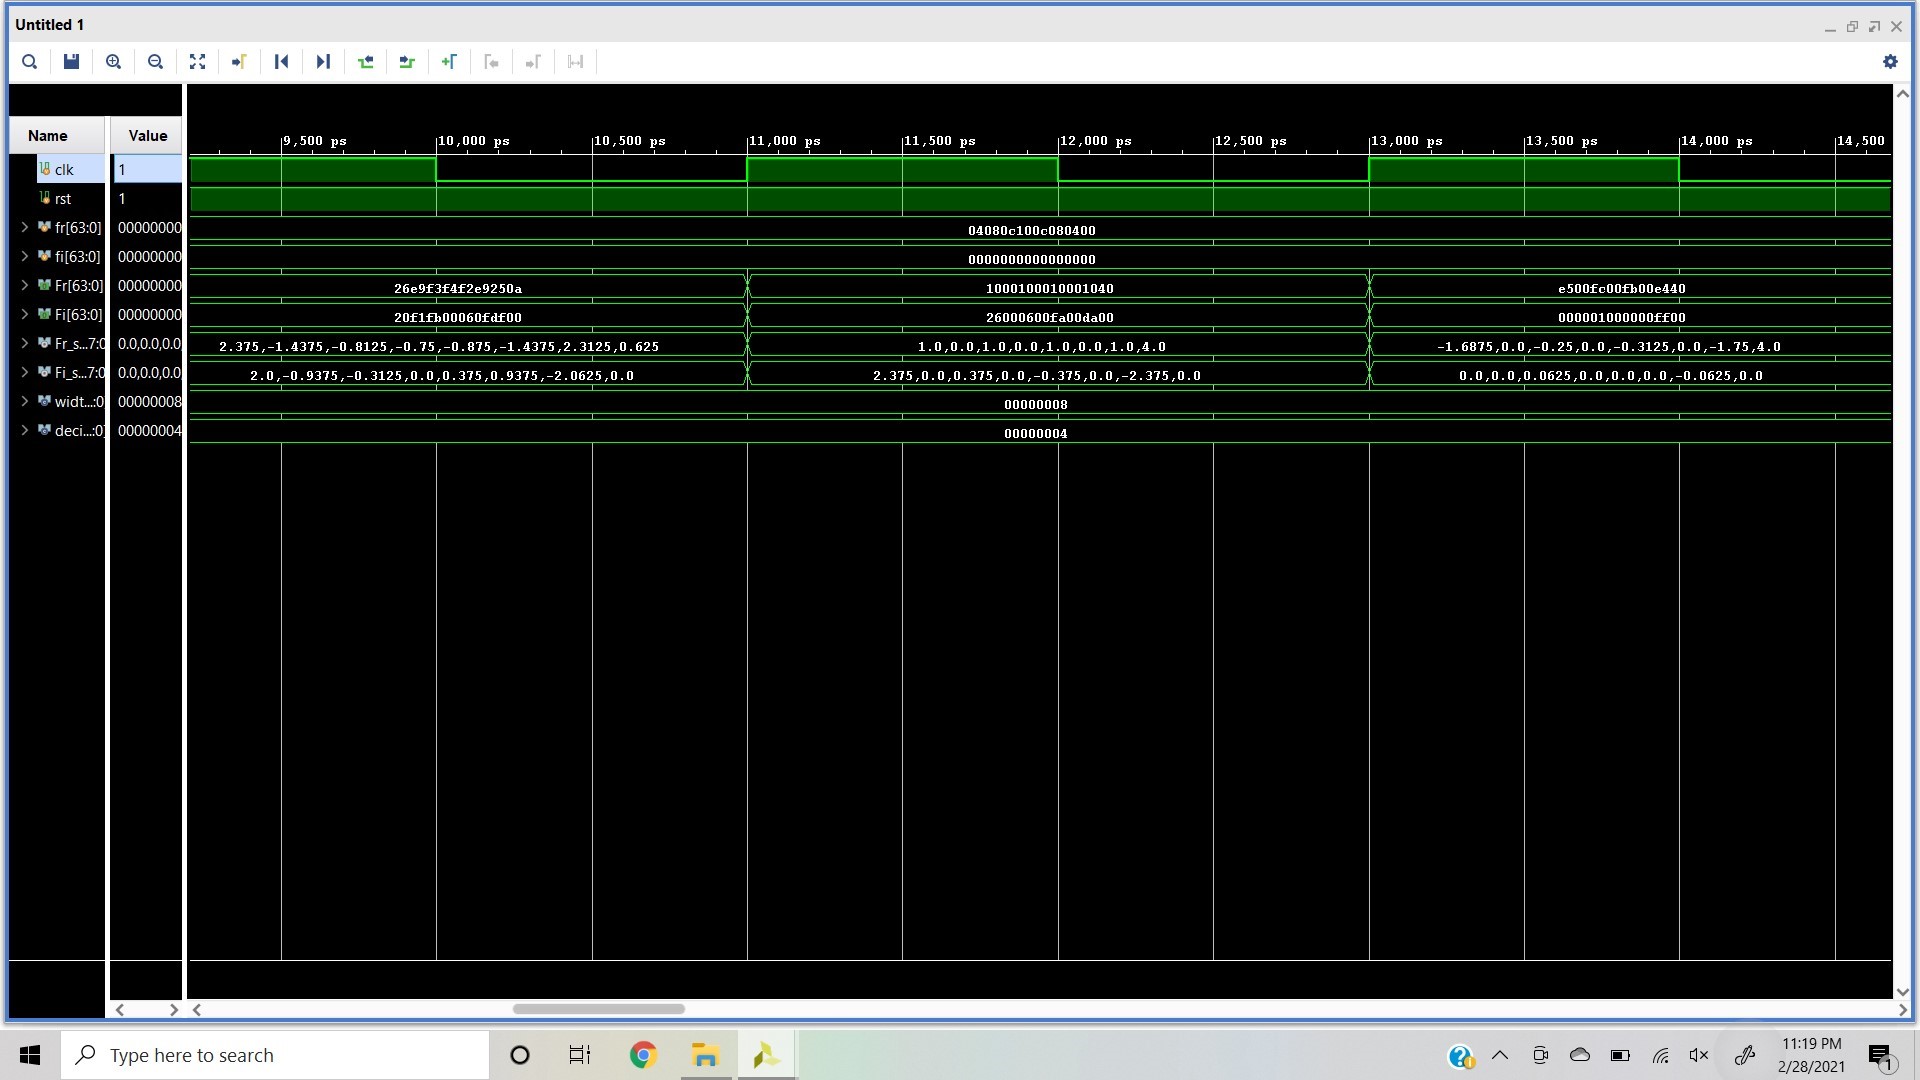 Untitled 1
Name Value
9,500 ps 10,000 ps 10,500 ps 11,000 ps 11,500 ps 12,000 ps 12,500 ps 13,000 ps 13,500 ps 14,000 ps 14,500
clk 1
rst 1
fr[63:0] 00000000 04080c100c080400
fi[63:0] 00000000 0000000000000000
Fr[63:0] 00000000 26e9f3f4f2e9250a 1000100010001040 e500fc00fb00e440
Fi[63:0] 00000000 20f1fb00060fdf00 26000600fa00da00 000001000000ff00
Fr_s...7:0 0.0,0.0,0.0 2.375,-1.4375,-0.8125,-0.75,-0.875,-1.4375,2.3125,0.625 1.0,0.0,1.0,0.0,1.0,0.0,1.0,4.0 -1.6875,0.0,-0.25,0.0,-0.3125,0.0,-1.75,4.0
Fi_s...7:0 0.0,0.0,0.0 2.0,-0.9375,-0.3125,0.0,0.375,0.9375,-2.0625,0.0 2.375,0.0,0.375,0.0,-0.375,0.0,-2.375,0.0 0.0,0.0,0.0625,0.0,0.0,0.0,-0.0625,0.0
widt...:0 00000008 00000008
deci...:0] 00000004 00000004
Type here to search
11:19 PM
2/28/2021
1